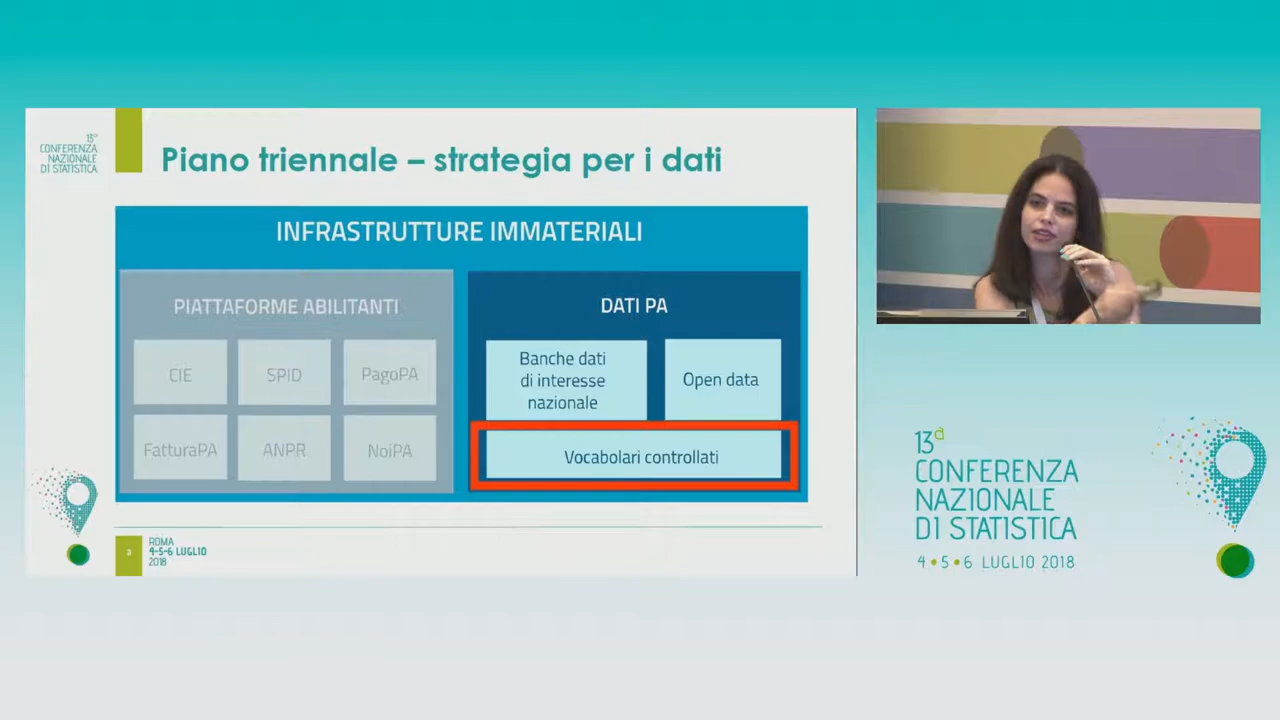 13ª
CONFERENZA
NAZIONALE
DI STATISTICA
Piano triennale – strategia per i dati
INFRASTRUTTURE IMMATERIALI
PIATTAFORME ABILITANTI
CIE
SPID
PagoPA
FatturaPA
ANPR
NoiPA
DATI PA
Banche dati
di interesse
nazionale
Open data
Vocabolari controllati
3
ROMA
4-5-6 LUGLIO
2018
13ª
CONFERENZA
NAZIONALE
DI STATISTICA
4•5•6 LUGLIO 2018